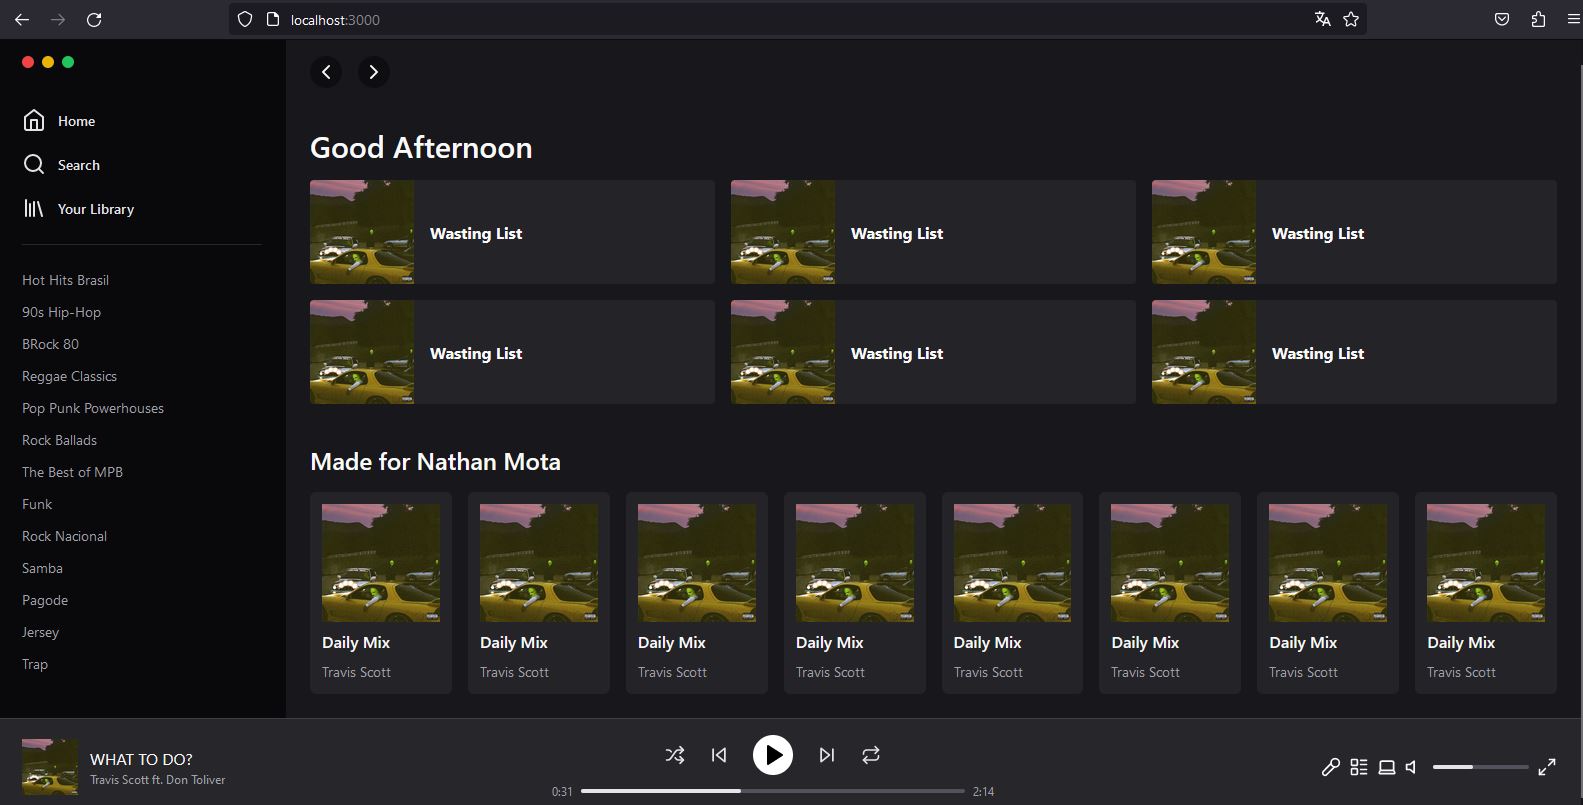 localhost:3000
Home
Search
Your Library
Hot Hits Brasil
90s Hip-Hop
BRock 80
Reggae Classics
Pop Punk Powerhouses
Rock Ballads
The Best of MPB
Funk
Rock Nacional
Samba
Pagode
Jersey
Trap
Good Afternoon
Wasting List
Wasting List
Wasting List
Wasting List
Wasting List
Wasting List
Made for Nathan Mota
Daily Mix
Travis Scott
Daily Mix
Travis Scott
Daily Mix
Travis Scott
Daily Mix
Travis Scott
Daily Mix
Travis Scott
Daily Mix
Travis Scott
Daily Mix
Travis Scott
Daily Mix
Travis Scott
WHAT TO DO?
Travis Scott ft. Don Toliver
0:31
2:14